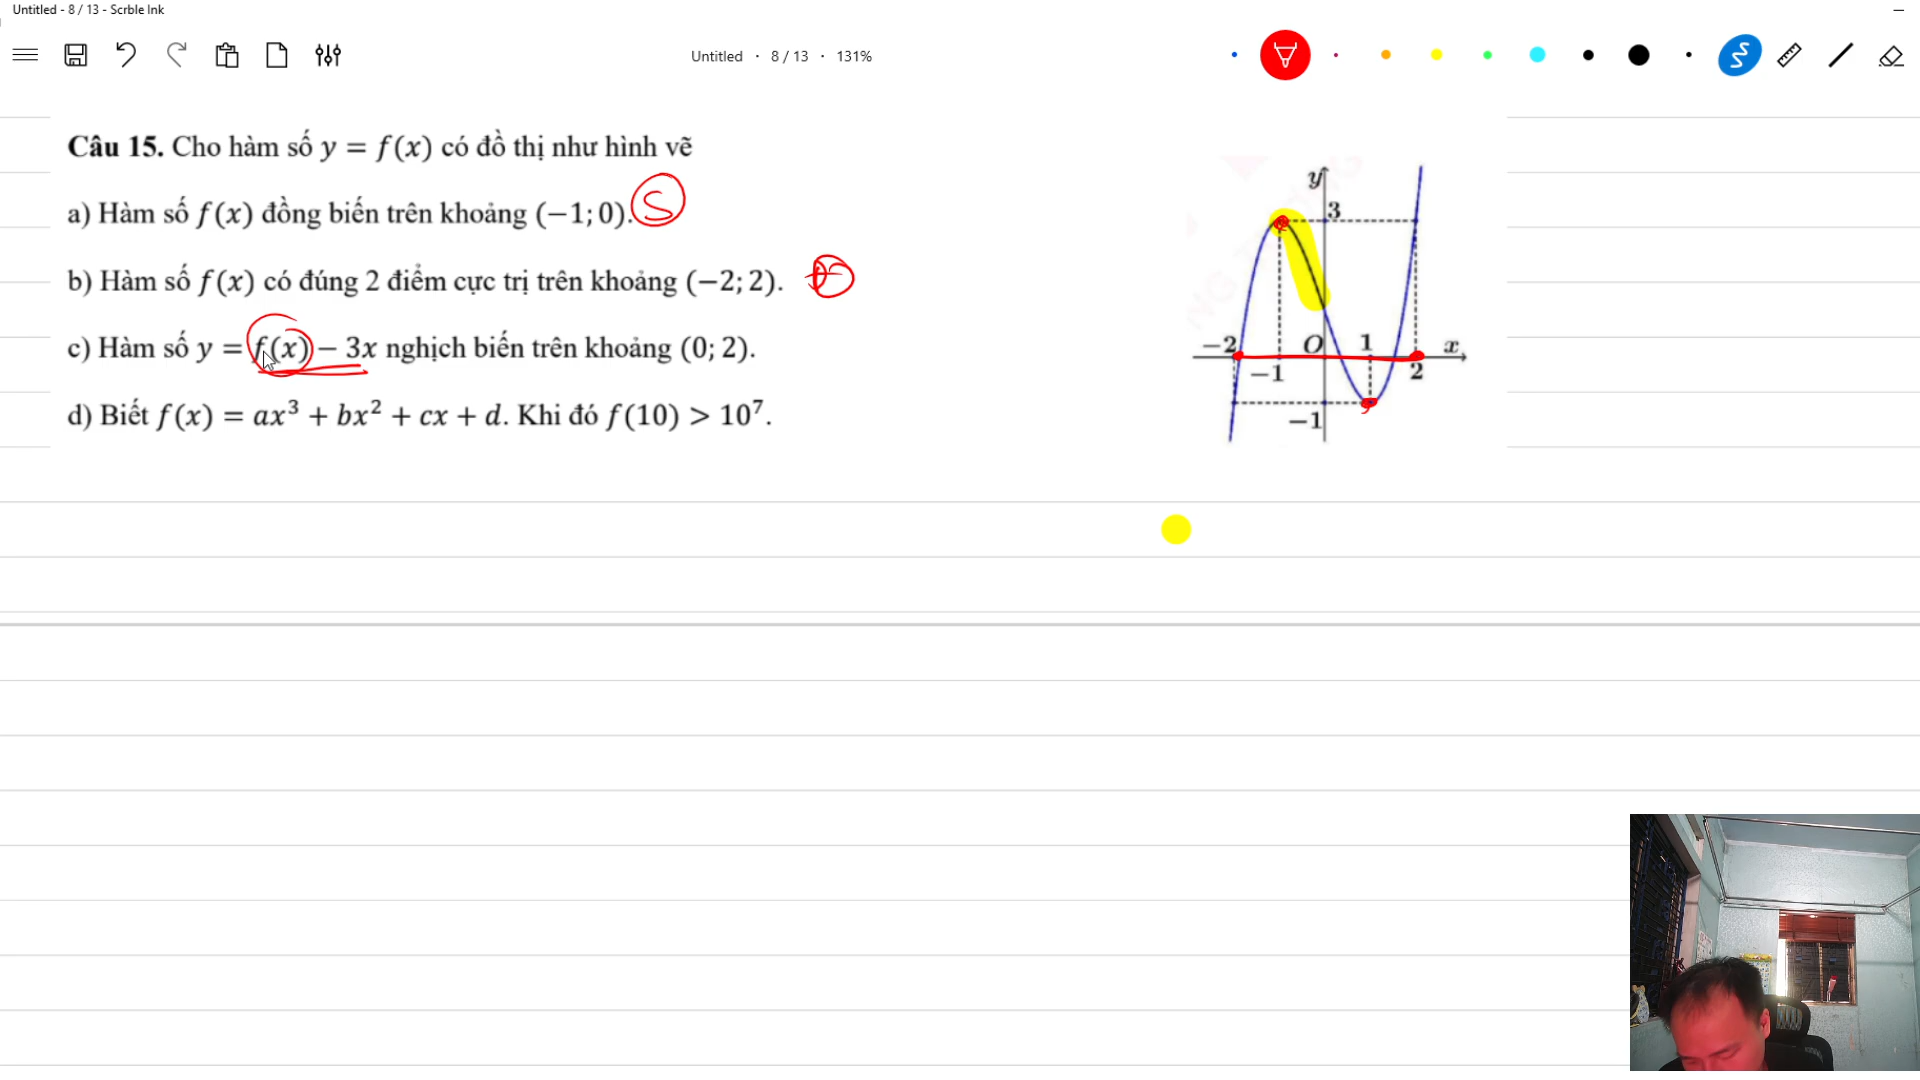 Untitled - 8 / 13 - Scrble Ink
Untitled · 8 / 13 · 131%
Câu 15. Cho hàm số y = f(x) có đồ thị như hình vẽ
a) Hàm số f(x) đồng biến trên khoảng (−1; 0). S
b) Hàm số f(x) có đúng 2 điểm cực trị trên khoảng (−2; 2). Đ
c) Hàm số y = f(x) − 3x nghịch biến trên khoảng (0; 2).
d) Biết f(x) = ax³ + bx² + cx + d. Khi đó f(10) > 10⁷.
y
3
−2 O 1 x
−1 2
−1